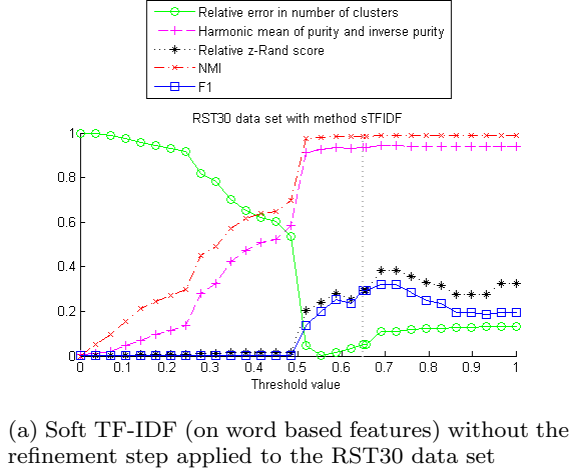 Relative error in number of clusters
Harmonic mean of purity and inverse purity
Relative z-Rand score
NMI
F1
RST30 data set with method sTFIDF
1
0.8
0.6
0.4
0.2
0
0 0.1 0.2 0.3 0.4 0.5 0.6 0.7 0.8 0.9 1
Threshold value
(a) Soft TF-IDF (on word based features) without the
refinement step applied to the RST30 data set